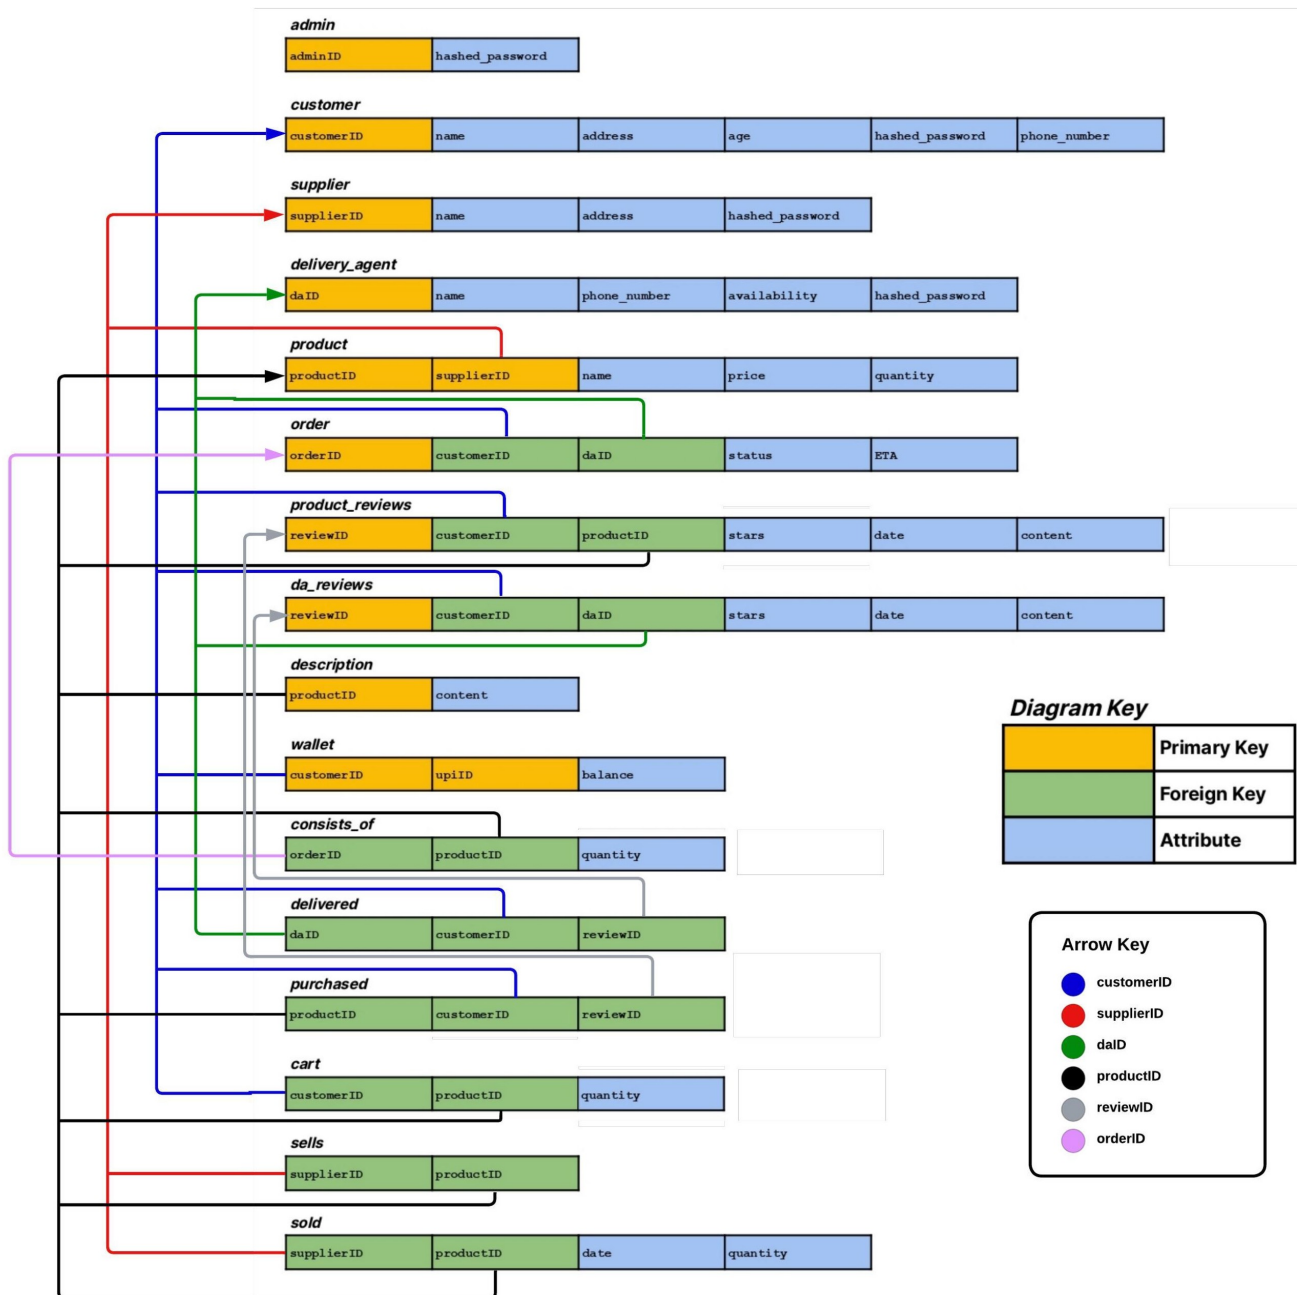 admin
adminID hashed_password
customer
customerID name address age hashed_password phone_number
supplier
supplierID name address hashed_password
delivery_agent
daID name phone_number availability hashed_password
product
productID supplierID name price quantity
order
orderID customerID daID status ETA
product_reviews
reviewID customerID productID stars date content
da_reviews
reviewID customerID daID stars date content
description
productID content
wallet
customerID upiID balance
consists_of
orderID productID quantity
delivered
daID customerID reviewID
purchased
productID customerID reviewID
cart
customerID productID quantity
sells
supplierID productID
sold
supplierID productID date quantity
Diagram Key
Primary Key
Foreign Key
Attribute
Arrow Key
customerID
supplierID
daID
productID
reviewID
orderID